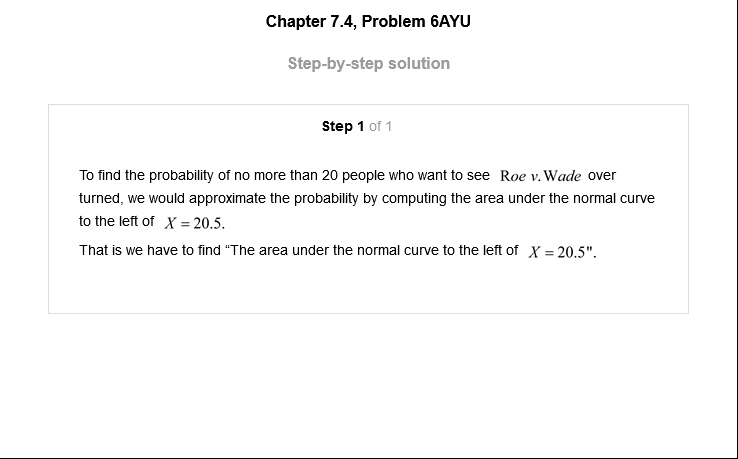 Chapter 7.4, Problem 6AYU
Step-by-step solution
Step 1 of 1
To find the probability of no more than 20 people who want to see Roe v. Wade over
turned, we would approximate the probability by computing the area under the normal curve
to the left of X = 20.5.
That is we have to find “The area under the normal curve to the left of X = 20.5".